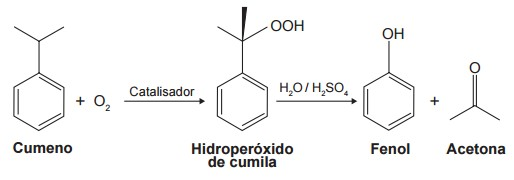 OOH
OH
O
+ O₂
Catalisador
H₂O / H₂SO₄
+
Cumeno
Hidroperóxido
de cumila
Fenol
Acetona